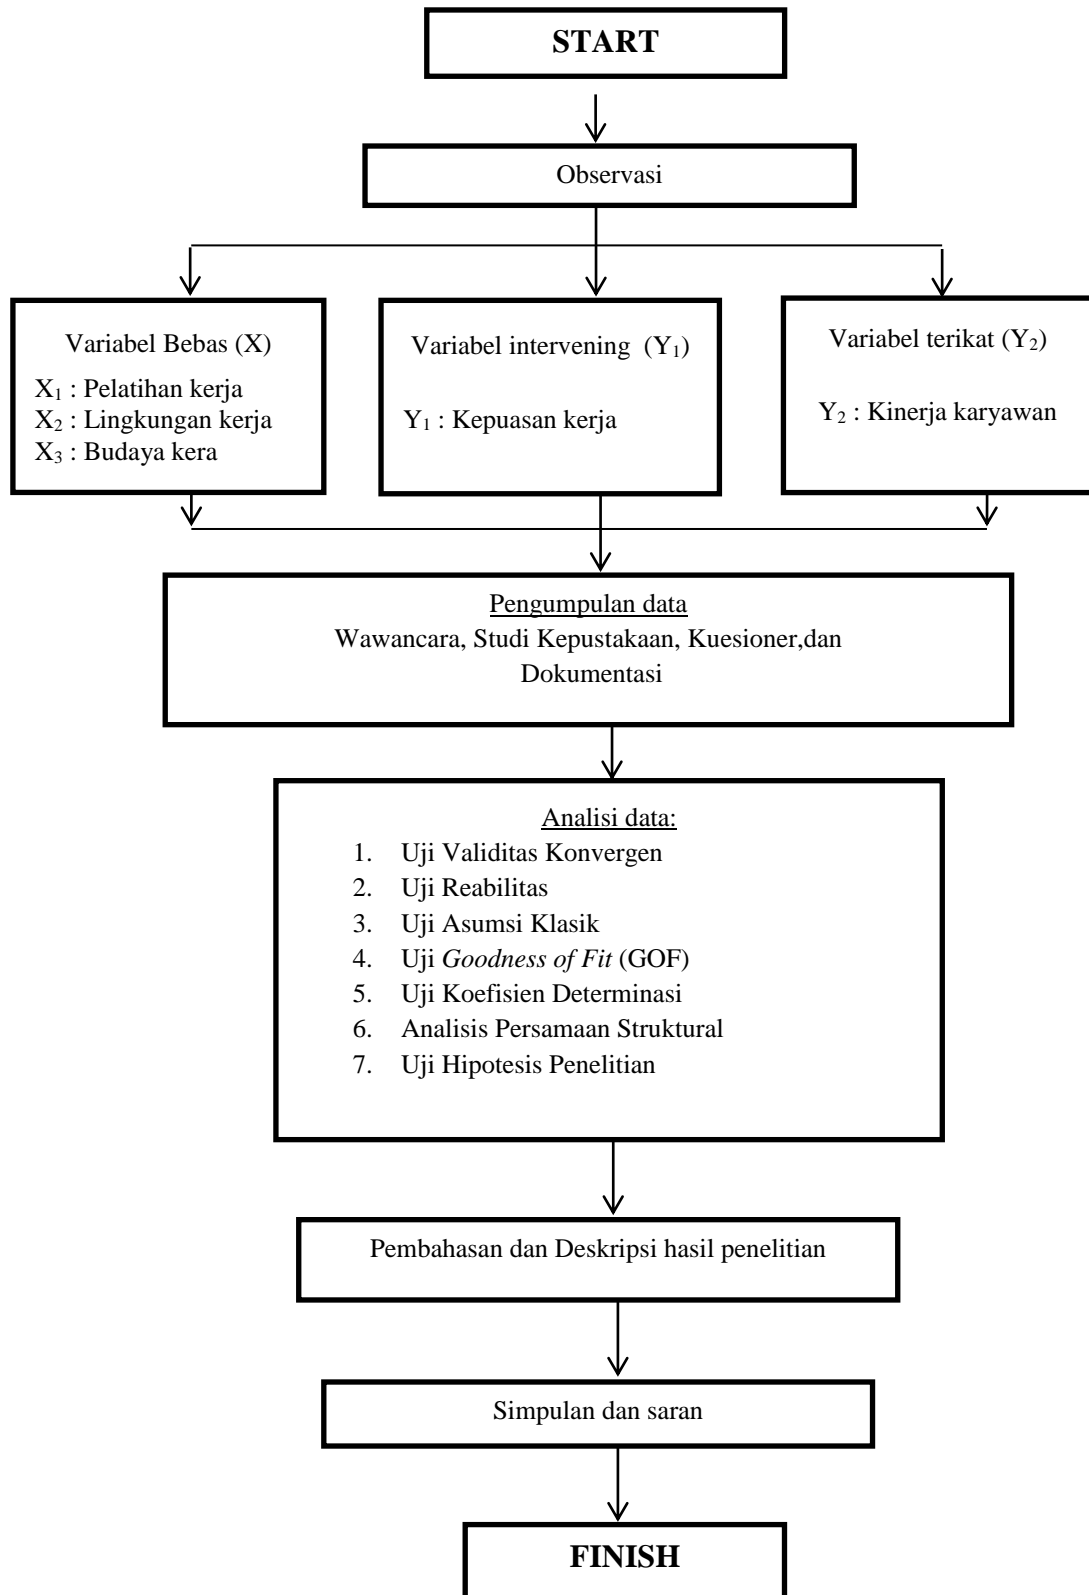 START
Observasi
Variabel Bebas (X)
X₁ : Pelatihan kerja
X₂ : Lingkungan kerja
X₃ : Budaya kera
Variabel intervening (Y₁)
Y₁ : Kepuasan kerja
Variabel terikat (Y₂)
Y₂ : Kinerja karyawan
Pengumpulan data
Wawancara, Studi Kepustakaan, Kuesioner,dan
Dokumentasi
Analisi data:
1. Uji Validitas Konvergen
2. Uji Reabilitas
3. Uji Asumsi Klasik
4. Uji Goodness of Fit (GOF)
5. Uji Koefisien Determinasi
6. Analisis Persamaan Struktural
7. Uji Hipotesis Penelitian
Pembahasan dan Deskripsi hasil penelitian
Simpulan dan saran
FINISH